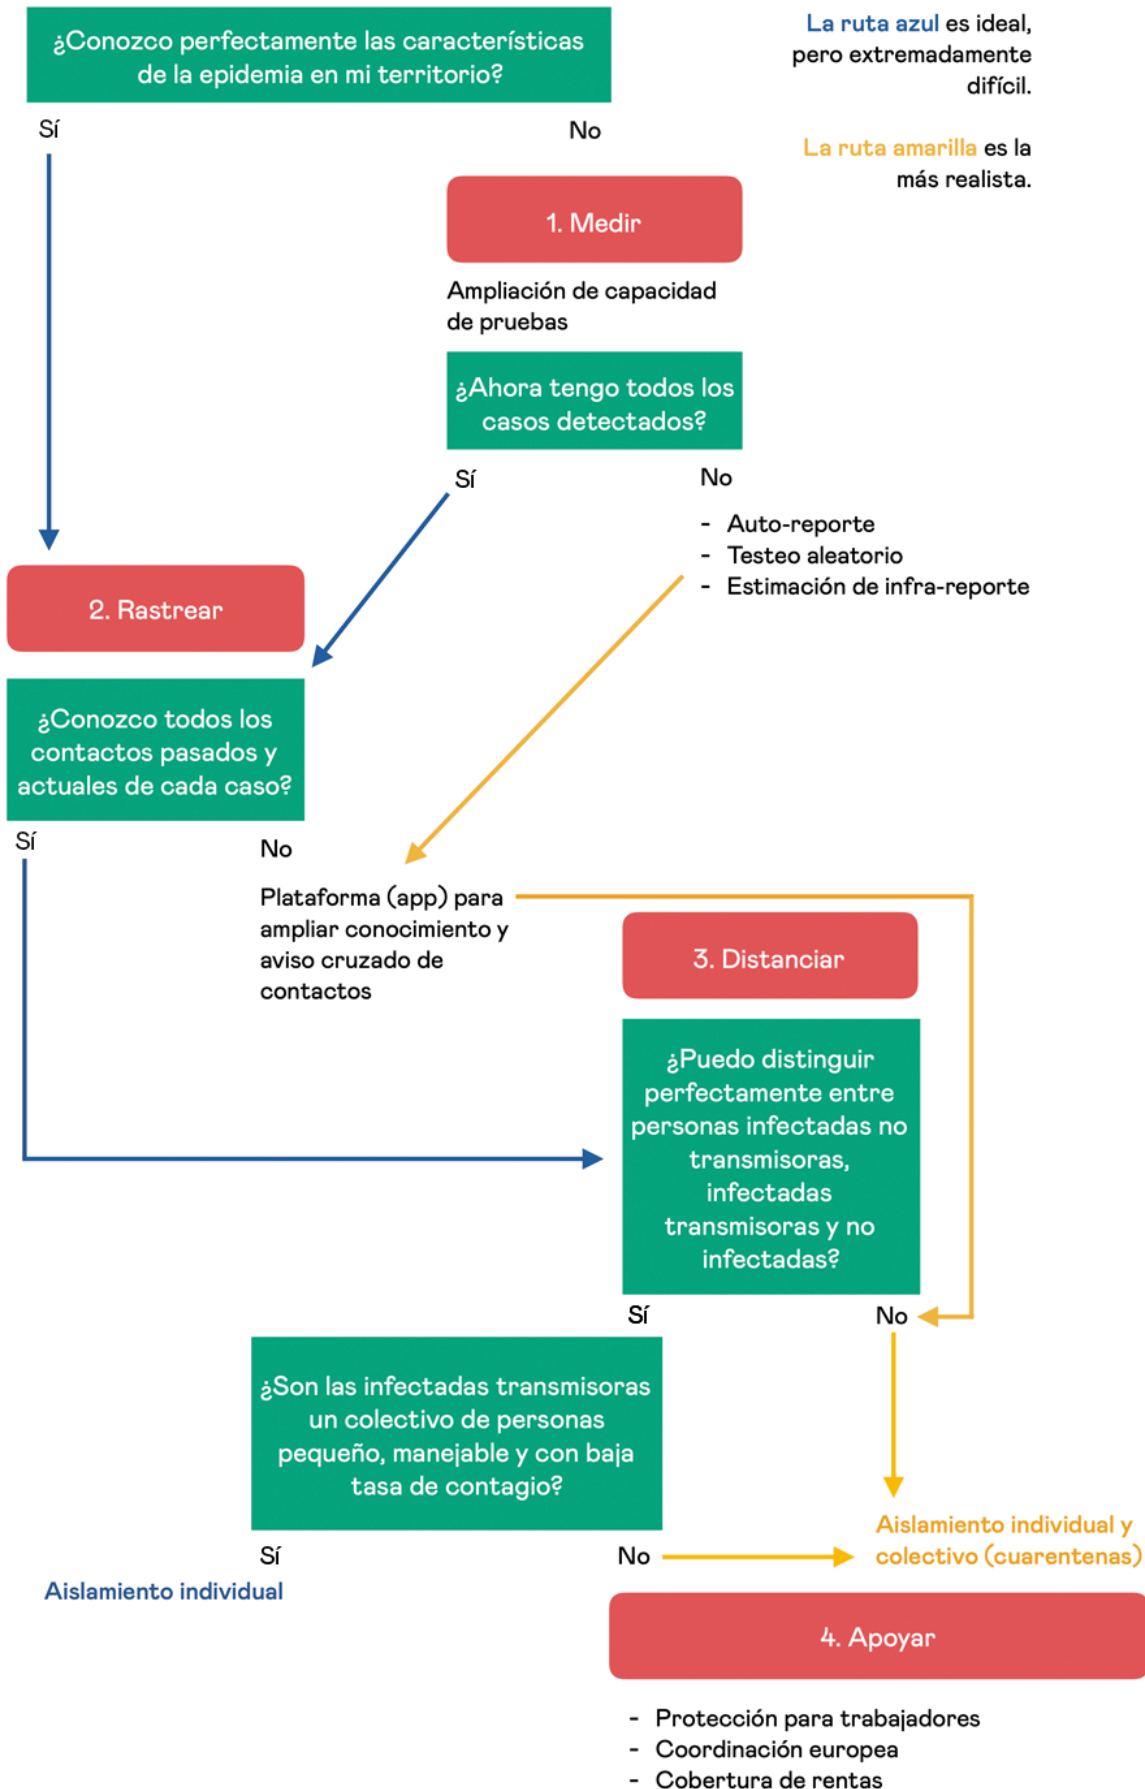 ¿Conozco perfectamente las características
de la epidemia en mi territorio?
La ruta azul es ideal,
pero extremadamente
difícil.
La ruta amarilla es la
más realista.
Sí
No
1. Medir
Ampliación de capacidad
de pruebas
¿Ahora tengo todos los
casos detectados?
Sí
No
- Auto-reporte
- Testeo aleatorio
- Estimación de infra-reporte
2. Rastrear
¿Conozco todos los
contactos pasados y
actuales de cada caso?
Sí
No
Plataforma (app) para
ampliar conocimiento y
aviso cruzado de
contactos
3. Distanciar
¿Puedo distinguir
perfectamente entre
personas infectadas no
transmisoras,
infectadas
transmisoras y no
infectadas?
Sí
No
¿Son las infectadas transmisoras
un colectivo de personas
pequeño, manejable y con baja
tasa de contagio?
Sí
No
Aislamiento individual
Aislamiento individual y
colectivo (cuarentenas)
4. Apoyar
- Protección para trabajadores
- Coordinación europea
- Cobertura de rentas